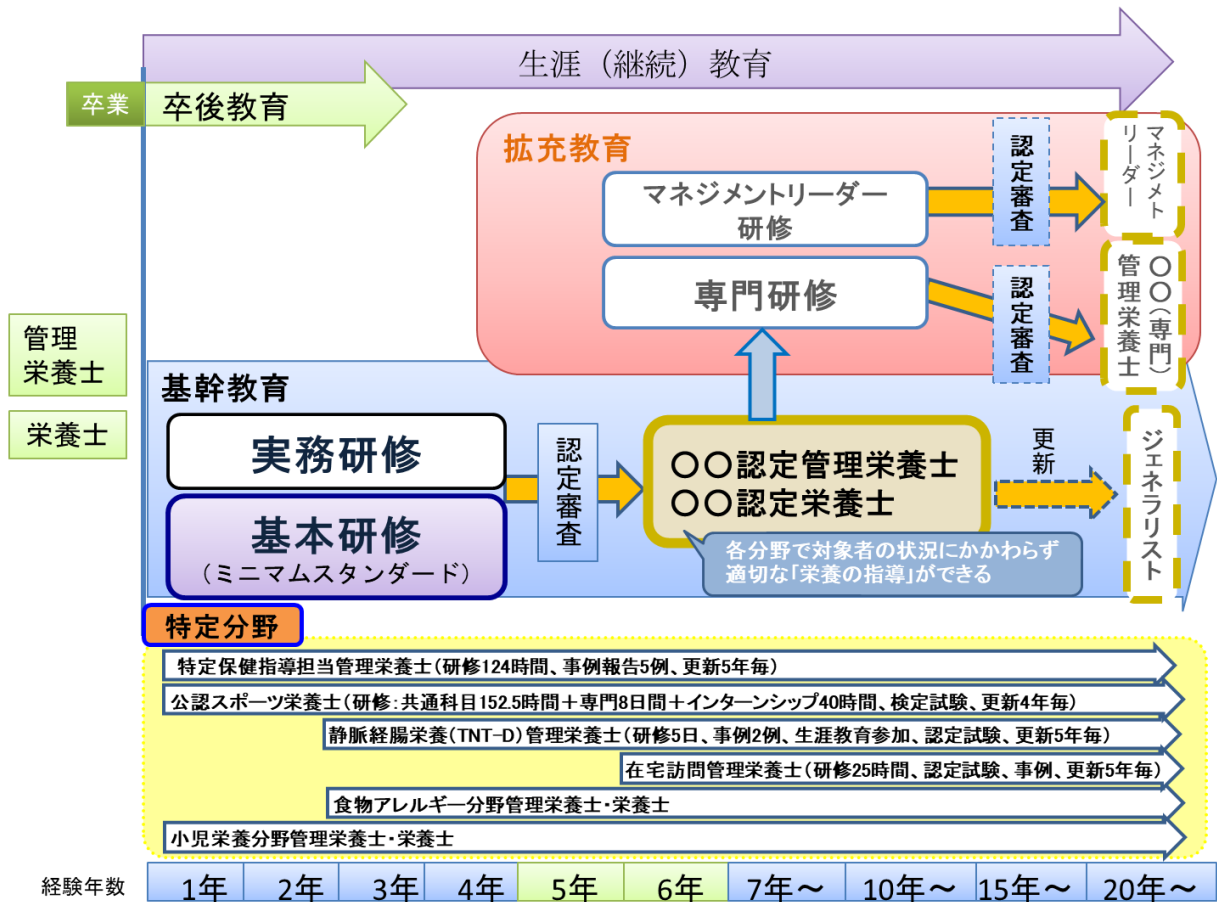 生涯（継続）教育
卒業
卒後教育
拡充教育
マネジメントリーダー
研修
認定審査
マネジメント
リーダー
専門研修
認定審査
〇〇（専門）
管理栄養士
管理
栄養士
栄養士
基幹教育
実務研修
基本研修
（ミニマムスタンダード）
認定審査
〇〇認定管理栄養士
〇〇認定栄養士
各分野で対象者の状況にかかわらず
適切な「栄養の指導」ができる
更新
ジェネラリスト
特定分野
特定保健指導担当管理栄養士（研修124時間、事例報告5例、更新5年毎）
公認スポーツ栄養士（研修：共通科目152.5時間＋専門8日間＋インターンシップ40時間、検定試験、更新4年毎）
静脈経腸栄養（TNT-D）管理栄養士（研修5日、事例2例、生涯教育参加、認定試験、更新5年毎）
在宅訪問管理栄養士（研修25時間、認定試験、事例、更新5年毎）
食物アレルギー分野管理栄養士・栄養士
小児栄養分野管理栄養士・栄養士
経験年数 1年 2年 3年 4年 5年 6年 7年～ 10年～ 15年～ 20年～